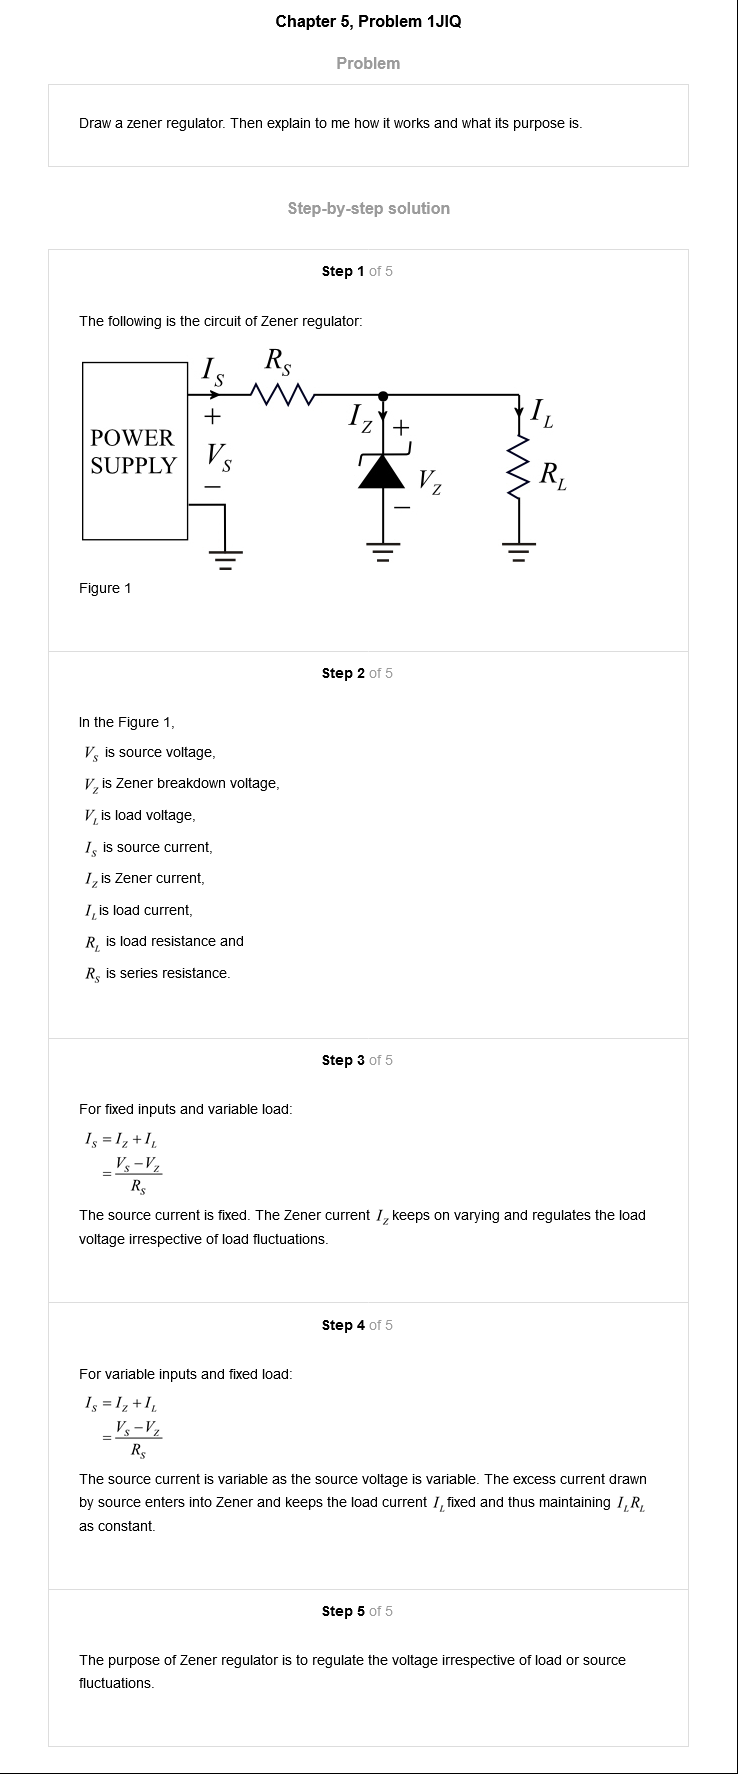 Chapter 5, Problem 1JIQ
Problem
Draw a zener regulator. Then explain to me how it works and what its purpose is.
Step-by-step solution
Step 1 of 5
The following is the circuit of Zener regulator:
POWER SUPPLY
I_S
R_S
+
V_S
−
I_Z
+
V_Z
−
I_L
R_L
Figure 1
Step 2 of 5
In the Figure 1,
V_S is source voltage,
V_Z is Zener breakdown voltage,
V_L is load voltage,
I_S is source current,
I_Z is Zener current,
I_L is load current,
R_L is load resistance and
R_S is series resistance.
Step 3 of 5
For fixed inputs and variable load:
I_S = I_Z + I_L
= (V_S − V_Z) / R_S
The source current is fixed. The Zener current I_Z keeps on varying and regulates the load
voltage irrespective of load fluctuations.
Step 4 of 5
For variable inputs and fixed load:
I_S = I_Z + I_L
= (V_S − V_Z) / R_S
The source current is variable as the source voltage is variable. The excess current drawn
by source enters into Zener and keeps the load current I_L fixed and thus maintaining I_L R_L
as constant.
Step 5 of 5
The purpose of Zener regulator is to regulate the voltage irrespective of load or source
fluctuations.